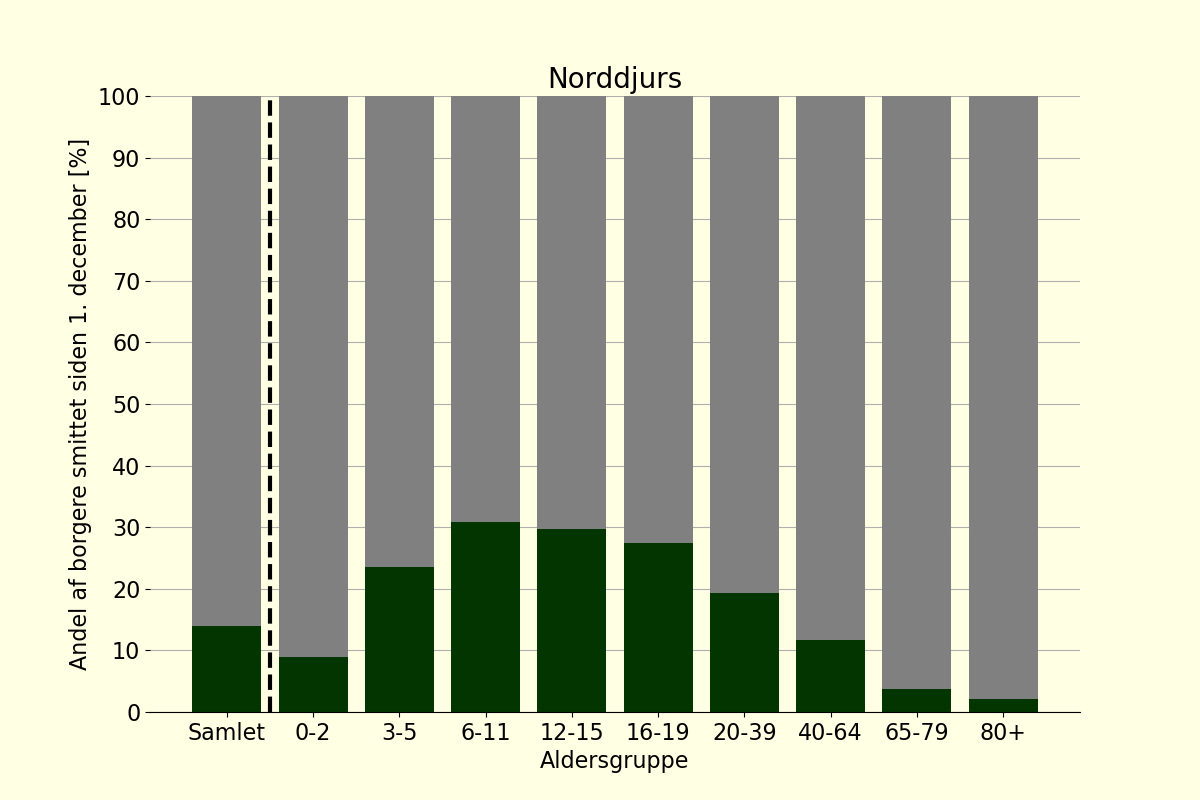 Norddjurs
Andel af borgere smittet siden 1. december [%]
100
90
80
70
60
50
40
30
20
10
0
Samlet 0-2 3-5 6-11 12-15 16-19 20-39 40-64 65-79 80+
Aldersgruppe